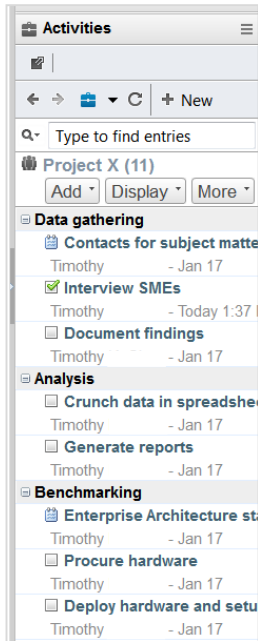 Activities
+ New
Type to find entries
Project X (11)
Add Display More
Data gathering
Contacts for subject matte
Timothy - Jan 17
Interview SMEs
Timothy - Today 1:37
Document findings
Timothy - Jan 17
Analysis
Crunch data in spreadshee
Timothy - Jan 17
Generate reports
Timothy - Jan 17
Benchmarking
Enterprise Architecture sta
Timothy - Jan 17
Procure hardware
Timothy - Jan 17
Deploy hardware and setu
Timothy - Jan 17